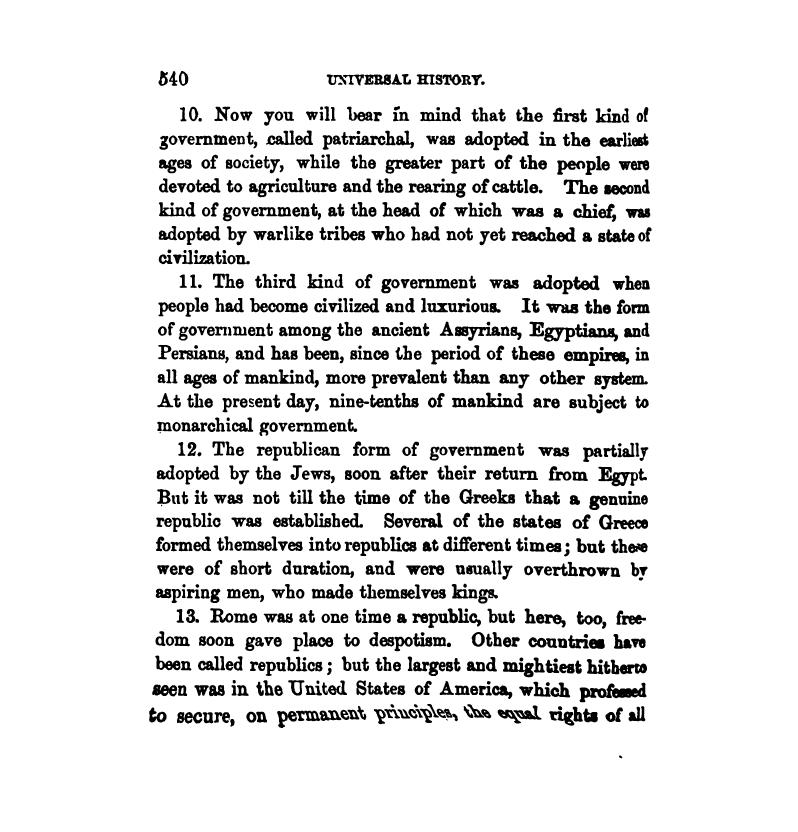 540 UNIVERSAL HISTORY.
10. Now you will bear in mind that the first kind of
government, called patriarchal, was adopted in the earliest
ages of society, while the greater part of the people were
devoted to agriculture and the rearing of cattle. The second
kind of government, at the head of which was a chief, was
adopted by warlike tribes who had not yet reached a state of
civilization.
11. The third kind of government was adopted when
people had become civilized and luxurious. It was the form
of government among the ancient Assyrians, Egyptians, and
Persians, and has been, since the period of these empires, in
all ages of mankind, more prevalent than any other system.
At the present day, nine-tenths of mankind are subject to
monarchical government.
12. The republican form of government was partially
adopted by the Jews, soon after their return from Egypt.
But it was not till the time of the Greeks that a genuine
republic was established. Several of the states of Greece
formed themselves into republics at different times; but these
were of short duration, and were usually overthrown by
aspiring men, who made themselves kings.
13. Rome was at one time a republic, but here, too, free-
dom soon gave place to despotism. Other countries have
been called republics; but the largest and mightiest hitherto
seen was in the United States of America, which professed
to secure, on permanent principles, the equal rights of all